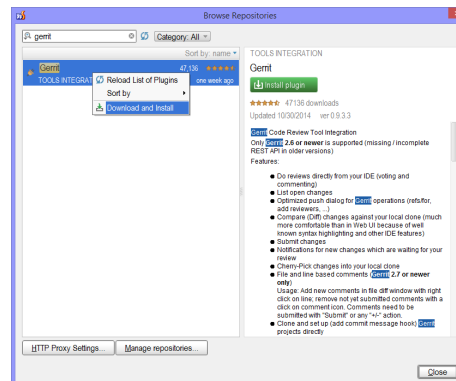 Browse Repositories
gerrit
Category: All
Sort by: name
Gerrit 47,136
TOOLS INTEGRAT one week ago
Reload List of Plugins
Sort by
Download and Install
TOOLS INTEGRATION
Gerrit
Install plugin
47136 downloads
Updated 10/30/2014 ver 0.9.3.3
Gerrit Code Review Tool Integration
Only Gerrit 2.6 or newer is supported (missing / incomplete
REST API in older versions)
Features:
Do reviews directly from your IDE (voting and
commenting)
List open changes
Optimized push dialog for Gerrit operations (refs/for,
add reviewers, ...)
Compare (Diff) changes against your local clone (much
more comfortable than in Web UI because of well
known syntax highlighting and other IDE features)
Submit changes
Notifications for new changes which are waiting for your
review
Cherry-Pick changes into your local clone
File and line based comments (Gerrit 2.7 or newer
only)
Usage: Add new comments in file diff window with right
click on line; remove not yet submitted comments with a
click on comment icon. Comments need to be
submitted with "Submit" or any "+/-" action.
Clone and set up (add commit message hook) Gerrit
projects directly
HTTP Proxy Settings... Manage repositories...
Close